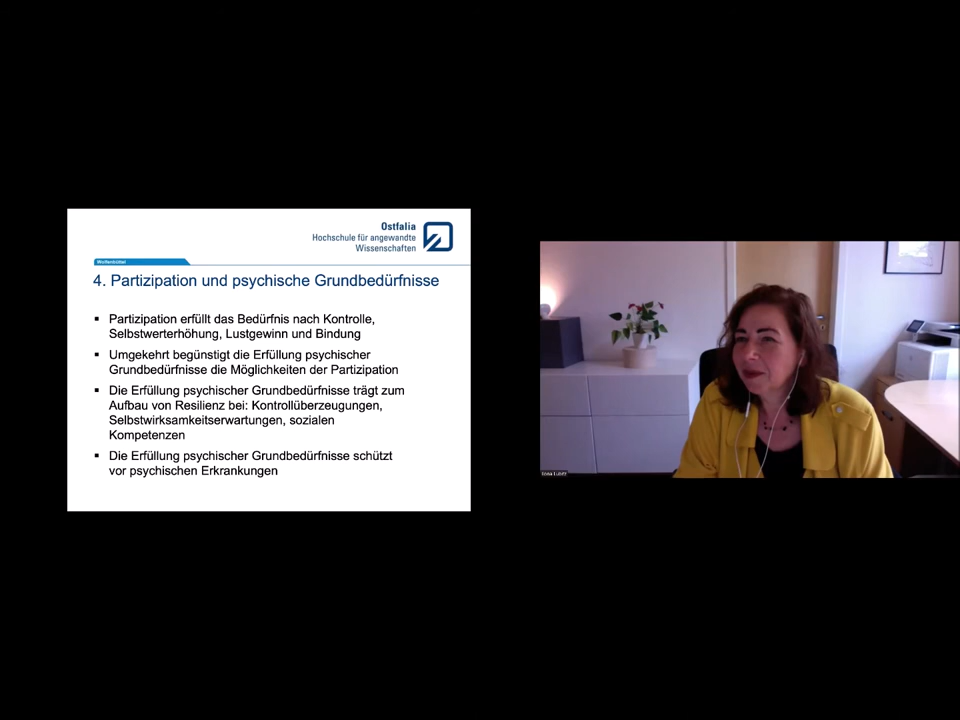 Ostfalia
Hochschule für angewandte
Wissenschaften
Wolfenbüttel
4. Partizipation und psychische Grundbedürfnisse
▪ Partizipation erfüllt das Bedürfnis nach Kontrolle,
Selbstwerterhöhung, Lustgewinn und Bindung
▪ Umgekehrt begünstigt die Erfüllung psychischer
Grundbedürfnisse die Möglichkeiten der Partizipation
▪ Die Erfüllung psychischer Grundbedürfnisse trägt zum
Aufbau von Resilienz bei: Kontrollüberzeugungen,
Selbstwirksamkeitserwartungen, sozialen
Kompetenzen
▪ Die Erfüllung psychischer Grundbedürfnisse schützt
vor psychischen Erkrankungen